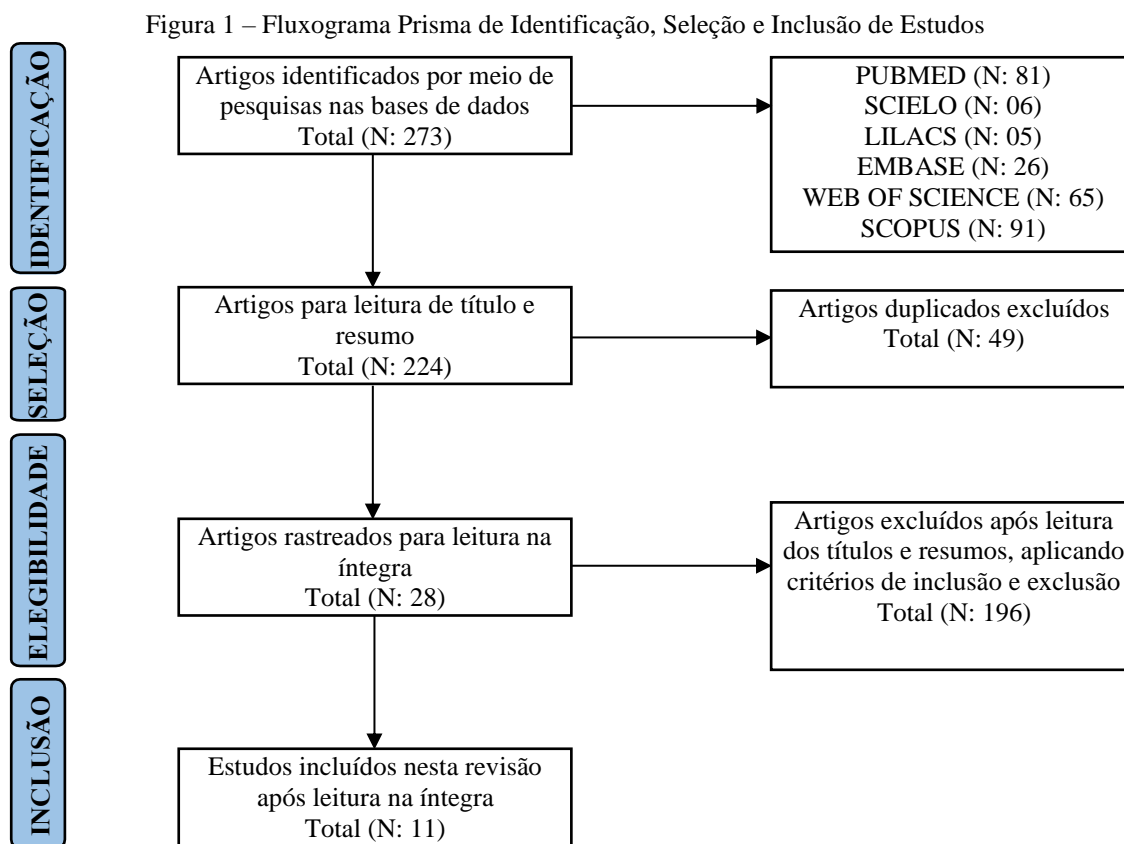 Figura 1 – Fluxograma Prisma de Identificação, Seleção e Inclusão de Estudos
IDENTIFICAÇÃO
Artigos identificados por meio de
pesquisas nas bases de dados
Total (N: 273)
PUBMED (N: 81)
SCIELO (N: 06)
LILACS (N: 05)
EMBASE (N: 26)
WEB OF SCIENCE (N: 65)
SCOPUS (N: 91)
SELEÇÃO
Artigos para leitura de título e
resumo
Total (N: 224)
Artigos duplicados excluídos
Total (N: 49)
ELEGIBILIDADE
Artigos rastreados para leitura na
íntegra
Total (N: 28)
Artigos excluídos após leitura
dos títulos e resumos, aplicando
critérios de inclusão e exclusão
Total (N: 196)
INCLUSÃO
Estudos incluídos nesta revisão
após leitura na íntegra
Total (N: 11)